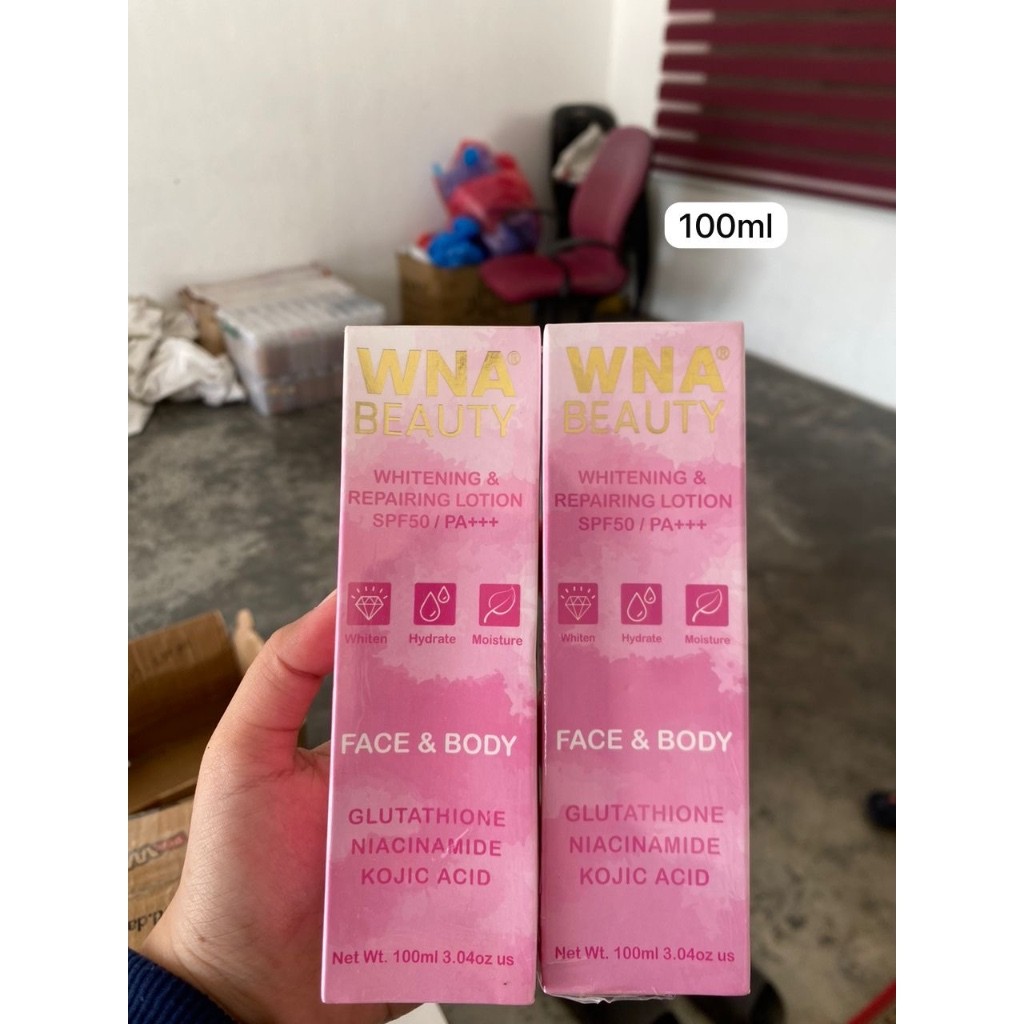 100ml
WNA®
BEAUTY
WHITENING &
REPAIRING LOTION
SPF50 / PA+++
Whiten Hydrate Moisture
FACE & BODY
GLUTATHIONE
NIACINAMIDE
KOJIC ACID
Net Wt. 100ml 3.04oz us
WNA®
BEAUTY
WHITENING &
REPAIRING LOTION
SPF50 / PA+++
Whiten Hydrate Moisture
FACE & BODY
GLUTATHIONE
NIACINAMIDE
KOJIC ACID
Net Wt. 100ml 3.04oz us